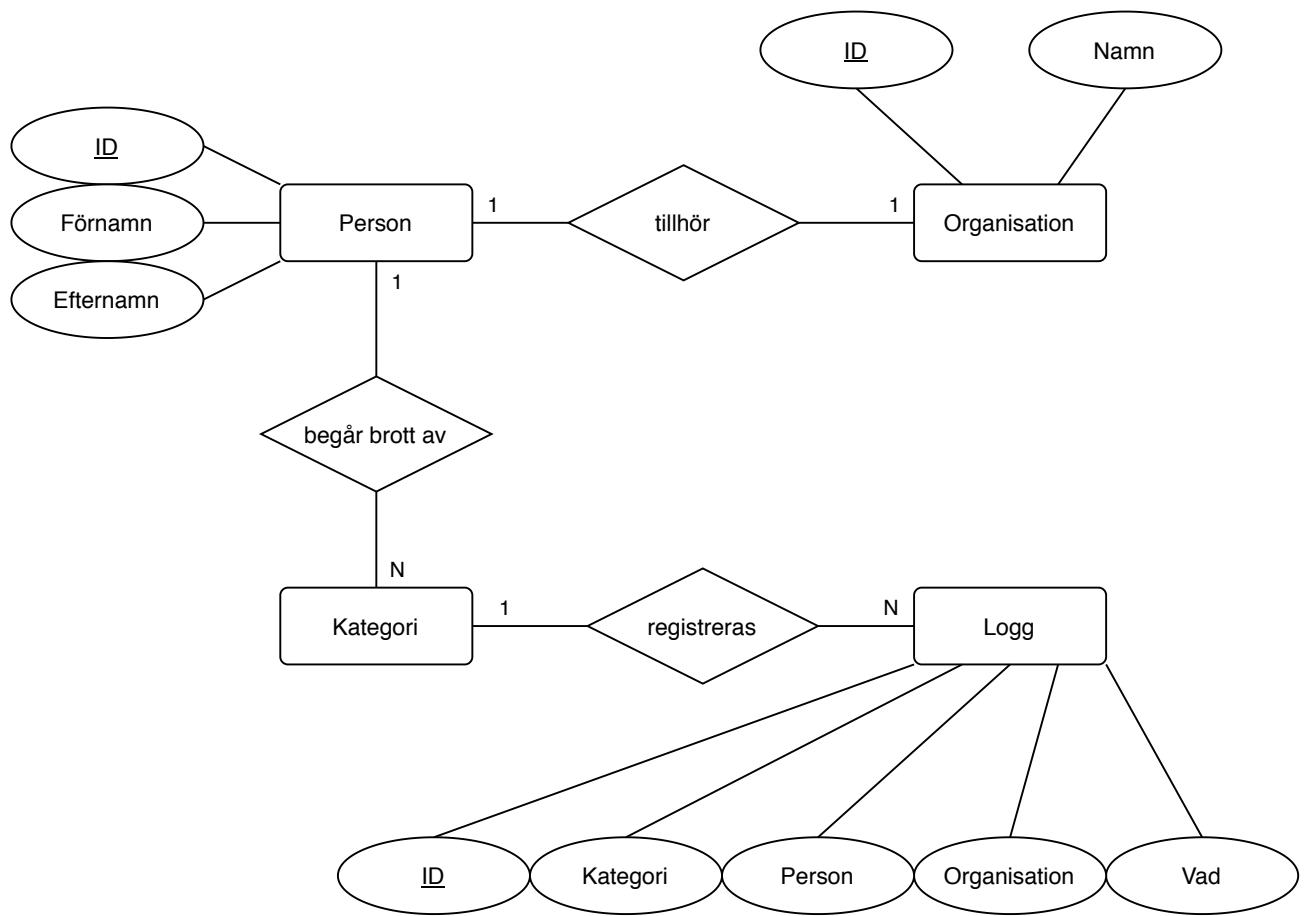 ID
Namn
ID
Förnamn
Efternamn
Person
1
tillhör
1
Organisation
1
begår brott av
N
Kategori
1
registreras
N
Logg
ID
Kategori
Person
Organisation
Vad